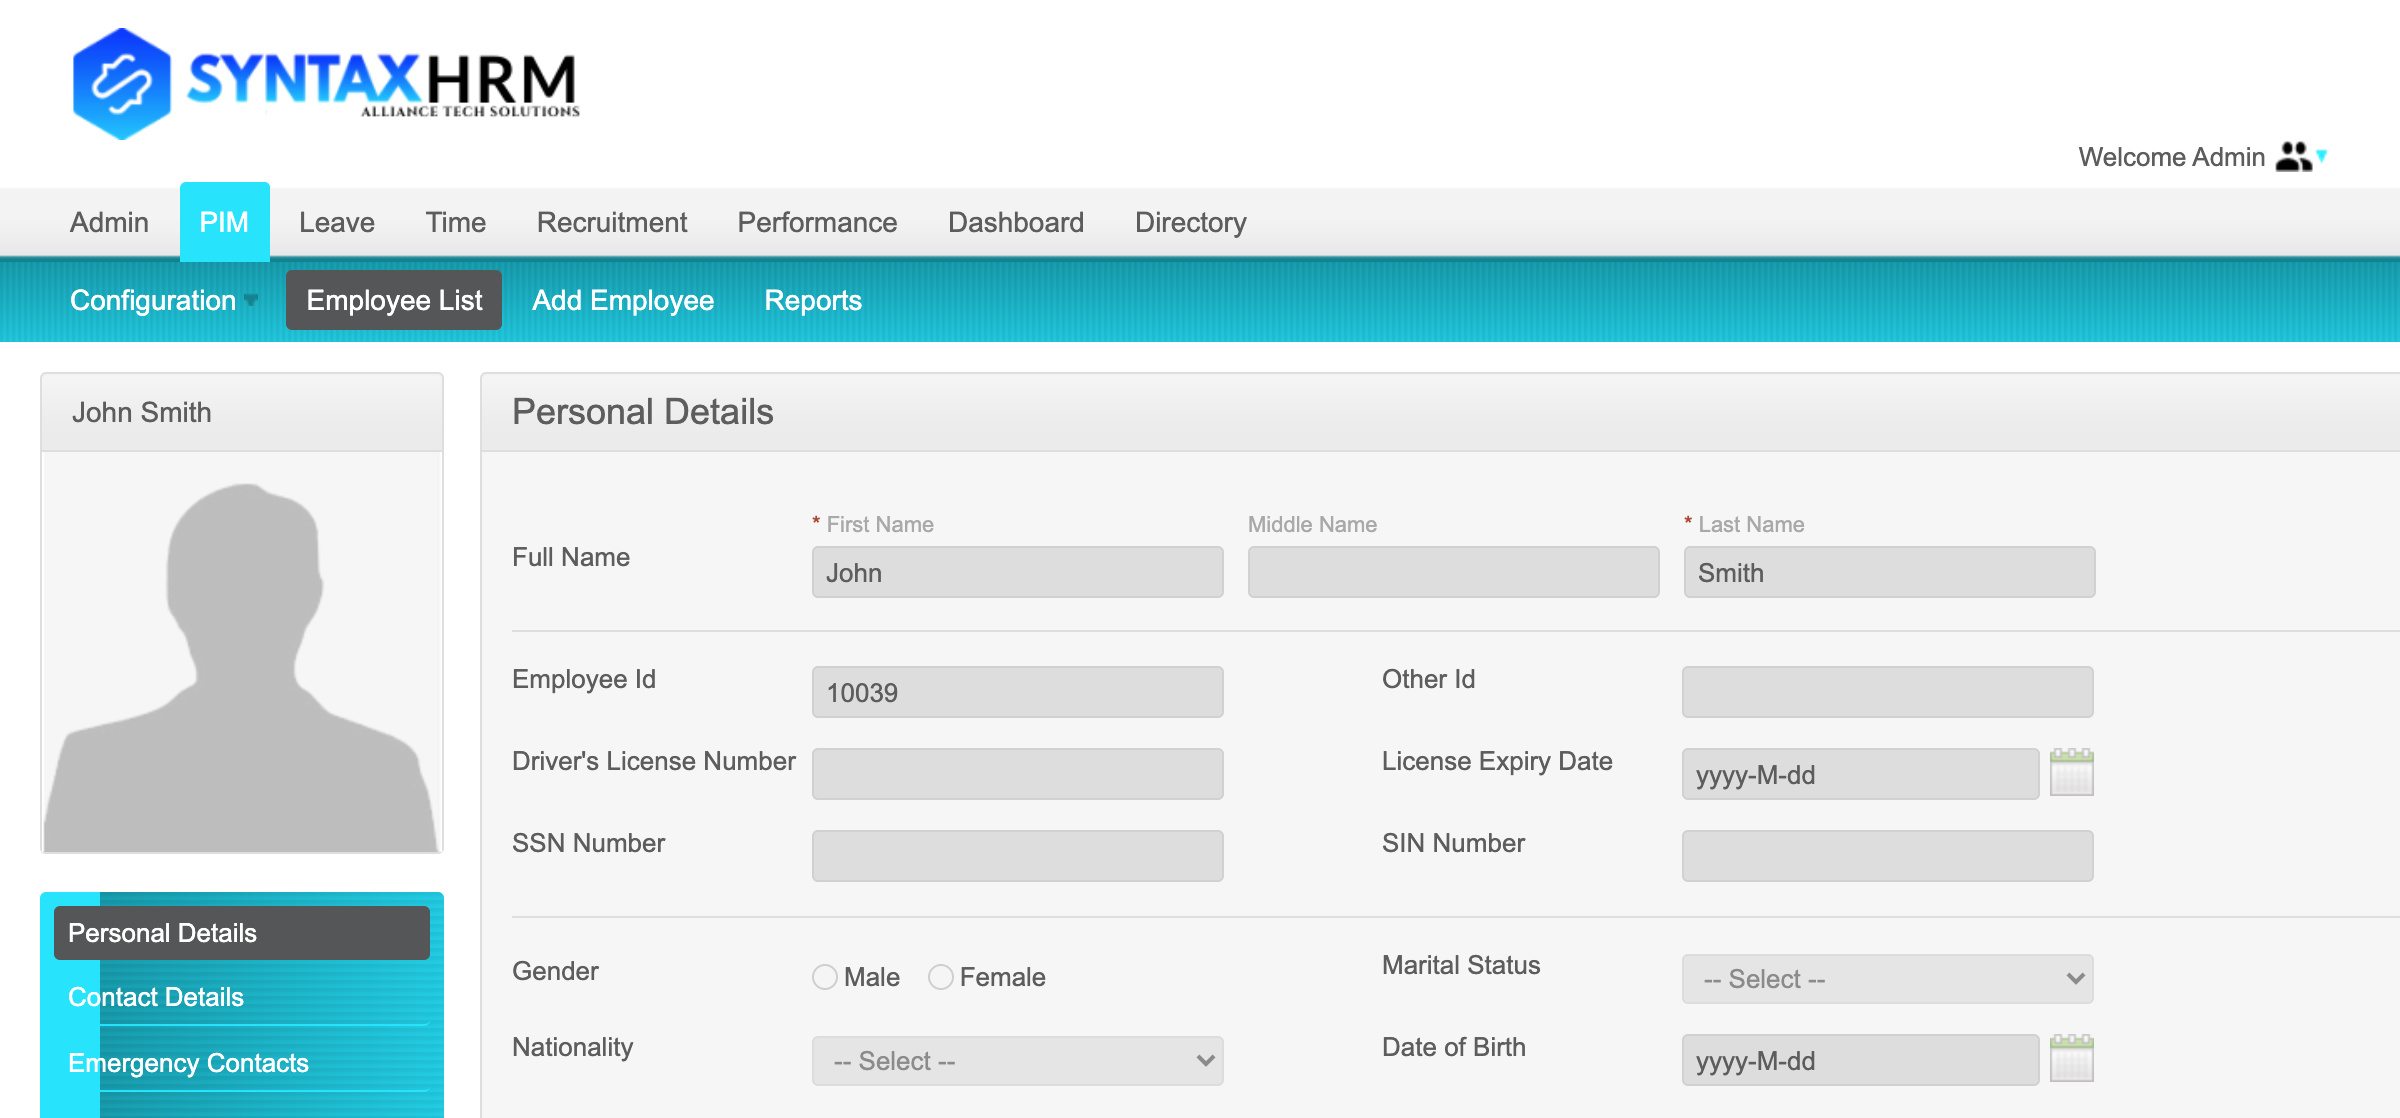 SYNTAXHRM
ALLIANCE TECH SOLUTIONS
Welcome Admin
Admin PIM Leave Time Recruitment Performance Dashboard Directory
Configuration Employee List Add Employee Reports
John Smith
Personal Details
Contact Details
Emergency Contacts
Personal Details
* First Name Middle Name * Last Name
Full Name John Smith
Employee Id 10039 Other Id
Driver's License Number License Expiry Date yyyy-M-dd
SSN Number SIN Number
Gender Male Female Marital Status -- Select --
Nationality -- Select -- Date of Birth yyyy-M-dd